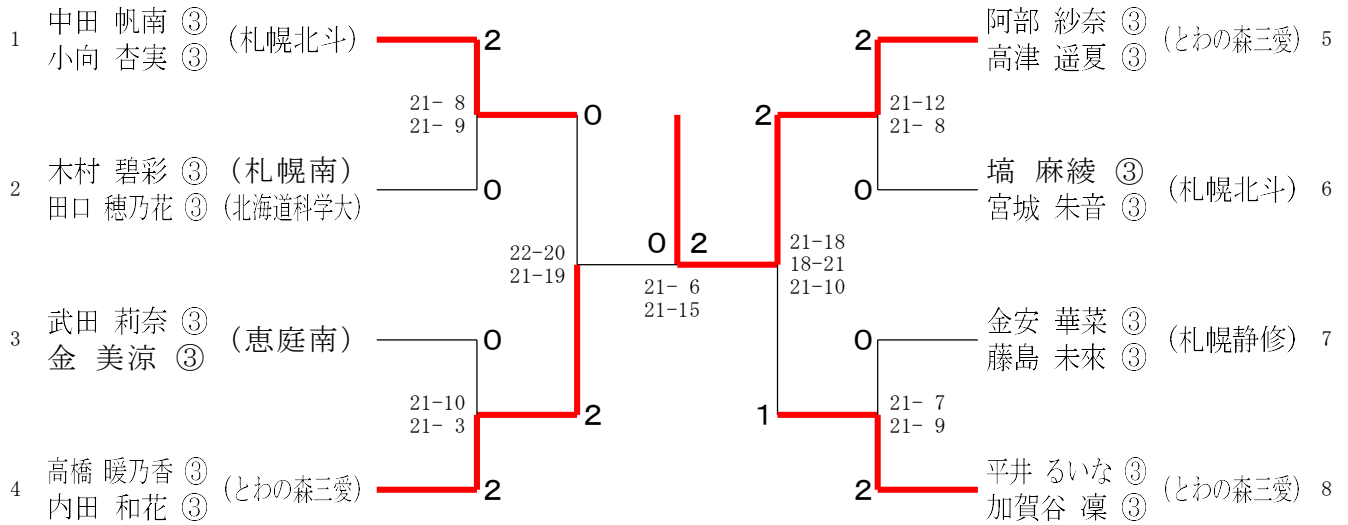 1 中田 帆南 ③ (札幌北斗)
小向 杏実 ③
2
21- 8
21- 9
0
2 木村 碧彩 ③ (札幌南)
田口 穂乃花 ③ (北海道科学大)
0
22-20
21-19
3 武田 莉奈 ③ (恵庭南)
金 美涼 ③
0
21-10
21- 3
2
4 高橋 暖乃香 ③ (とわの森三愛)
内田 和花 ③
2
0 2
21- 6
21-15
2 阿部 紗奈 ③ (とわの森三愛) 5
高津 遥夏 ③
2
21-12
21- 8
0 塙 麻綾 ③ (札幌北斗) 6
宮城 朱音 ③
21-18
18-21
21-10
0 金安 華菜 ③ (札幌静修) 7
藤島 未來 ③
1
21- 7
21- 9
2 平井 るいな ③ (とわの森三愛) 8
加賀谷 凜 ③